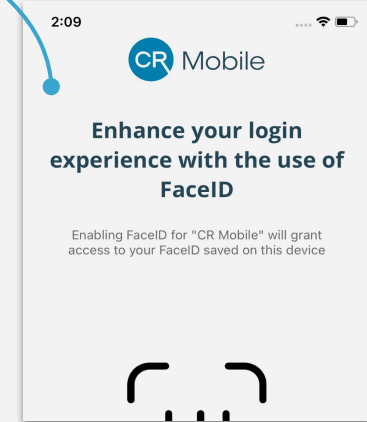 2:09
CR Mobile
Enhance your login
experience with the use of
FaceID
Enabling FaceID for "CR Mobile" will grant
access to your FaceID saved on this device